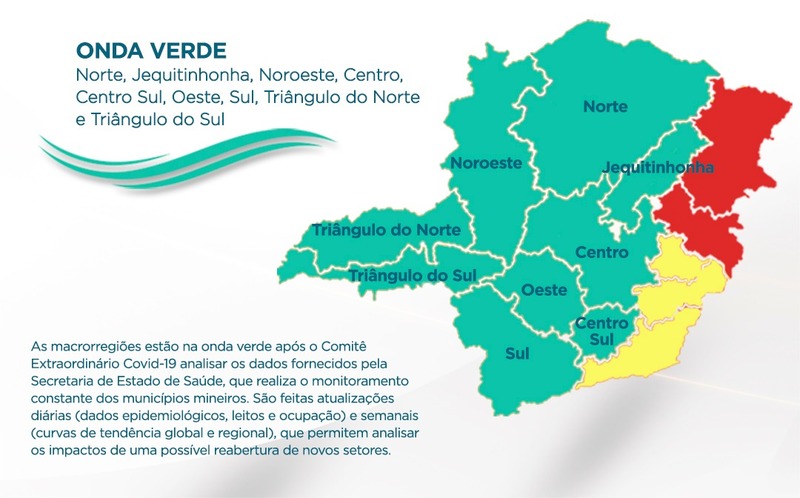 ONDA VERDE
Norte, Jequitinhonha, Noroeste, Centro,
Centro Sul, Oeste, Sul, Triângulo do Norte
e Triângulo do Sul
Norte
Noroeste
Jequitinhonha
Triângulo do Norte
Centro
Triângulo do Sul
Oeste
Centro
Sul
Sul
As macrorregiões estão na onda verde após o Comitê
Extraordinário Covid-19 analisar os dados fornecidos pela
Secretaria de Estado de Saúde, que realiza o monitoramento
constante dos municípios mineiros. São feitas atualizações
diárias (dados epidemiológicos, leitos e ocupação) e semanais
(curvas de tendência global e regional), que permitem analisar
os impactos de uma possível reabertura de novos setores.